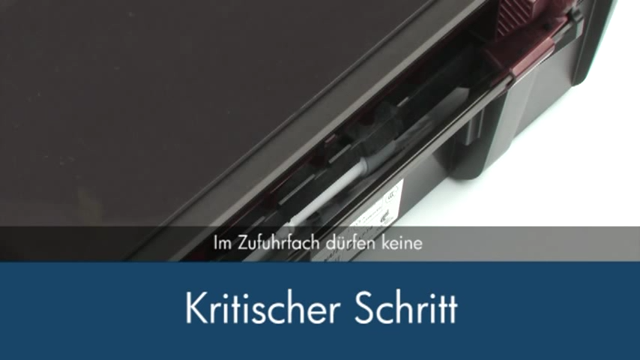 Im Zufuhrfach dürfen keine
Kritischer Schritt